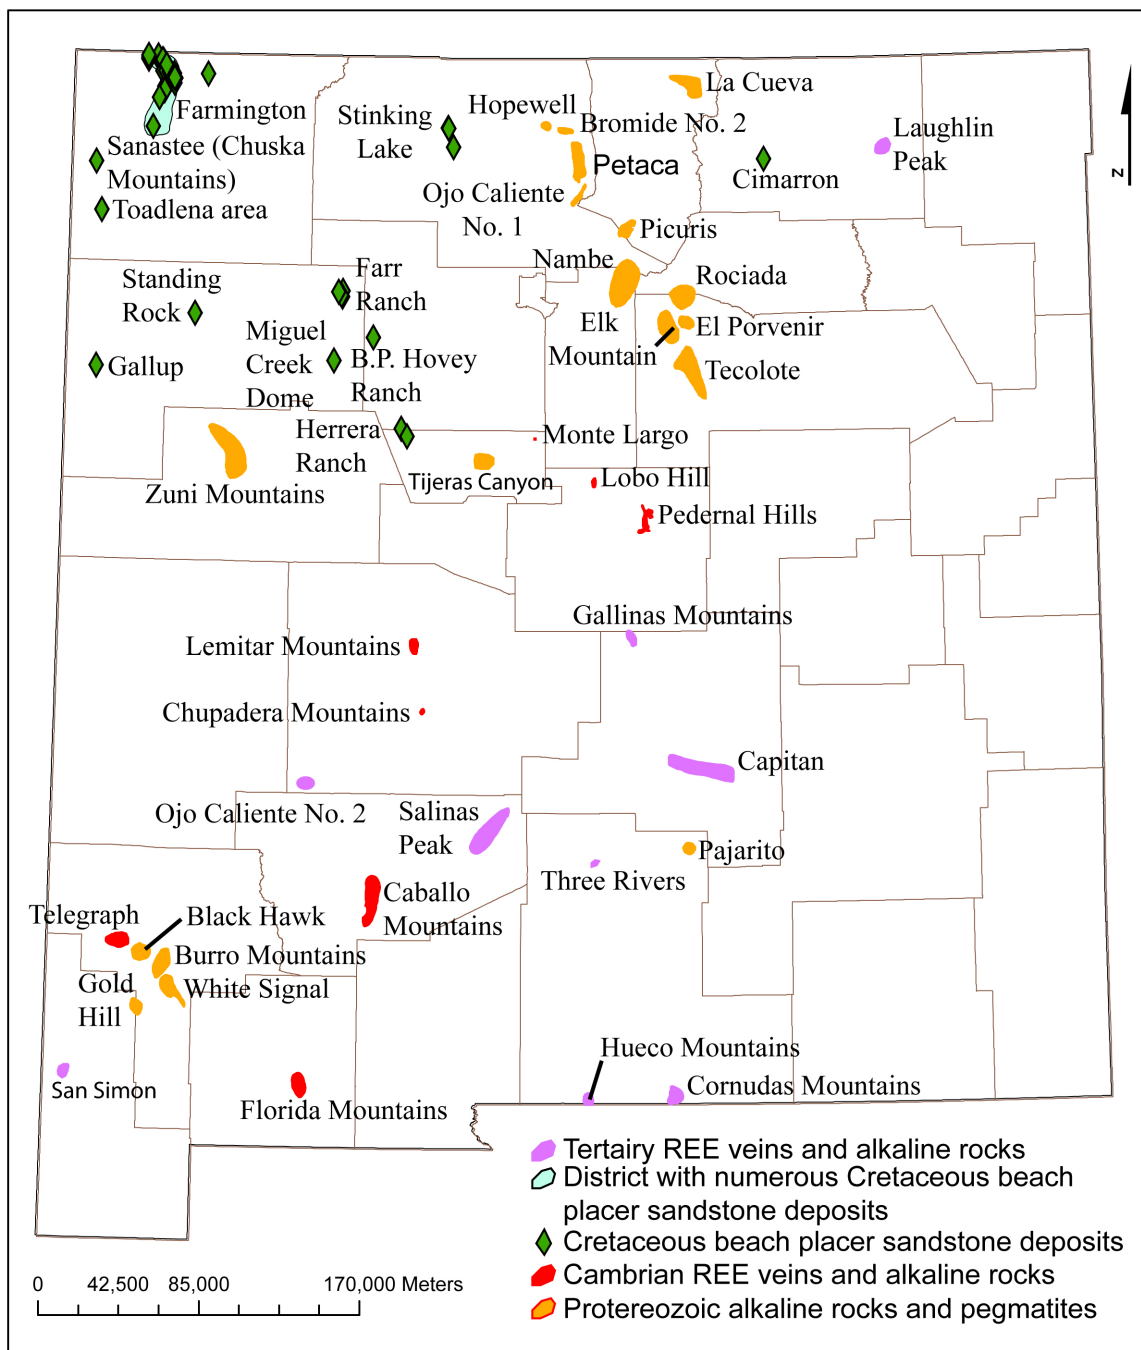 La Cueva
Hopewell
Bromide No. 2
Stinking
Lake
Farmington
Laughlin
Peak
Sanastee (Chuska
Mountains)
Petaca
Cimarron
Z
Toadlena area
Ojo Caliente
No. 1
Picuris
Nambe
Farr
Ranch
Standing
Rock
Rociada
Elk
Mountain
El Porvenir
Miguel
Creek
Dome
B.P. Hovey
Ranch
Gallup
Tecolote
Herrera
Ranch
Monte Largo
Tijeras Canyon
Lobo Hill
Zuni Mountains
Pedernal Hills
Gallinas Mountains
Lemitar Mountains
Chupadera Mountains
Capitan
Ojo Caliente No. 2
Salinas
Peak
Pajarito
Three Rivers
Caballo
Mountains
Telegraph
Black Hawk
Burro Mountains
White Signal
Gold
Hill
Hueco Mountains
San Simon
Cornudas Mountains
Florida Mountains
Tertairy REE veins and alkaline rocks
District with numerous Cretaceous beach
placer sandstone deposits
Cretaceous beach placer sandstone deposits
Cambrian REE veins and alkaline rocks
Protereozoic alkaline rocks and pegmatites
0 42,500 85,000 170,000 Meters